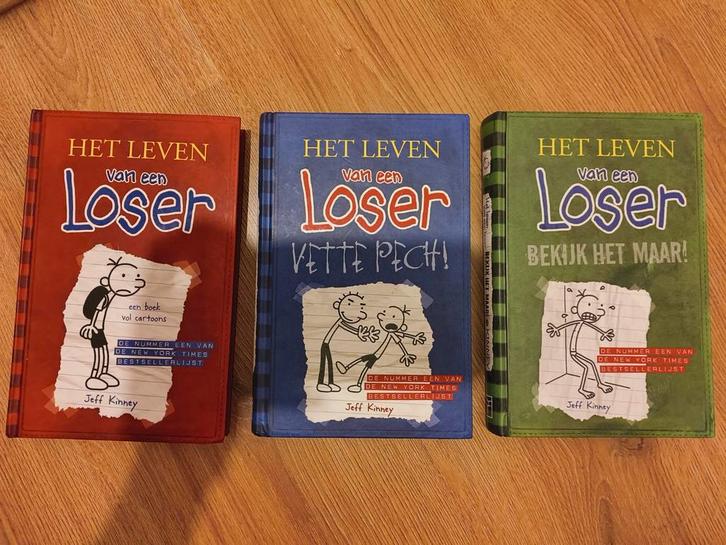 HET LEVEN
van een
Loser
een boek
vol cartoons
DE NUMMER EEN VAN
DE NEW YORK TIMES
BESTSELLERLIJST
Jeff Kinney
HET LEVEN
van een
Loser
VETTE PECH!
DE NUMMER EEN VAN
DE NEW YORK TIMES
BESTSELLERLIJST
Jeff Kinney
HET LEVEN
van een
Loser
BEKIJK HET MAAR!
DE NUMMER EEN VAN
DE NEW YORK TIMES
BESTSELLERLIJST
Jeff Kinney
BEKIJK HET MAAR!